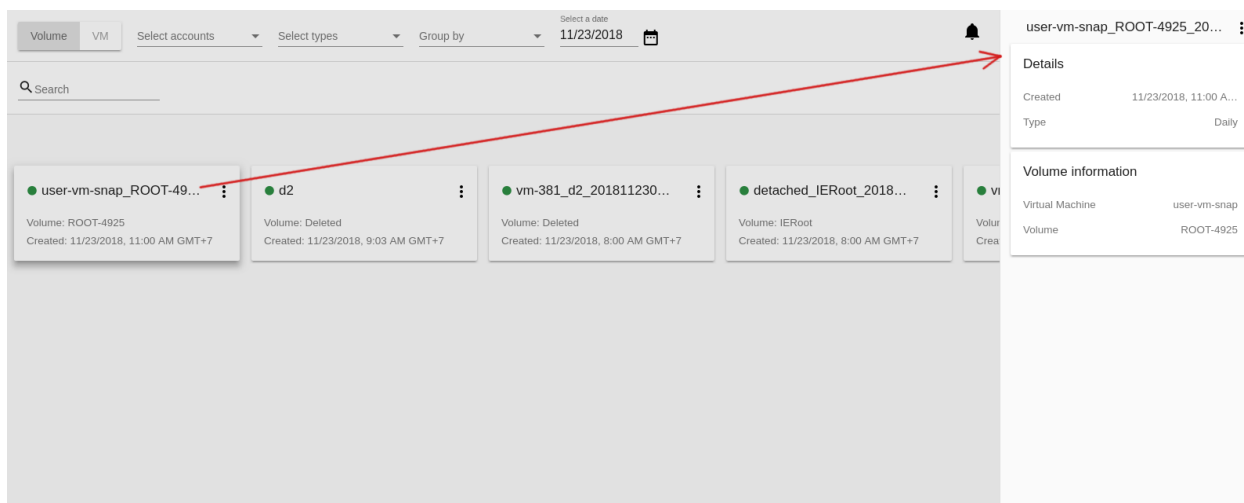 Volume VM Select accounts Select types Group by Select a date 11/23/2018
Search
user-vm-snap_ROOT-49...
Volume: ROOT-4925
Created: 11/23/2018, 11:00 AM GMT+7
d2
Volume: Deleted
Created: 11/23/2018, 9:03 AM GMT+7
vm-381_d2_201811230...
Volume: Deleted
Created: 11/23/2018, 8:00 AM GMT+7
detached_IERoot_2018...
Volume: IERoot
Created: 11/23/2018, 8:00 AM GMT+7
user-vm-snap_ROOT-4925_20...
Details
Created 11/23/2018, 11:00 A...
Type Daily
Volume information
Virtual Machine user-vm-snap
Volume ROOT-4925